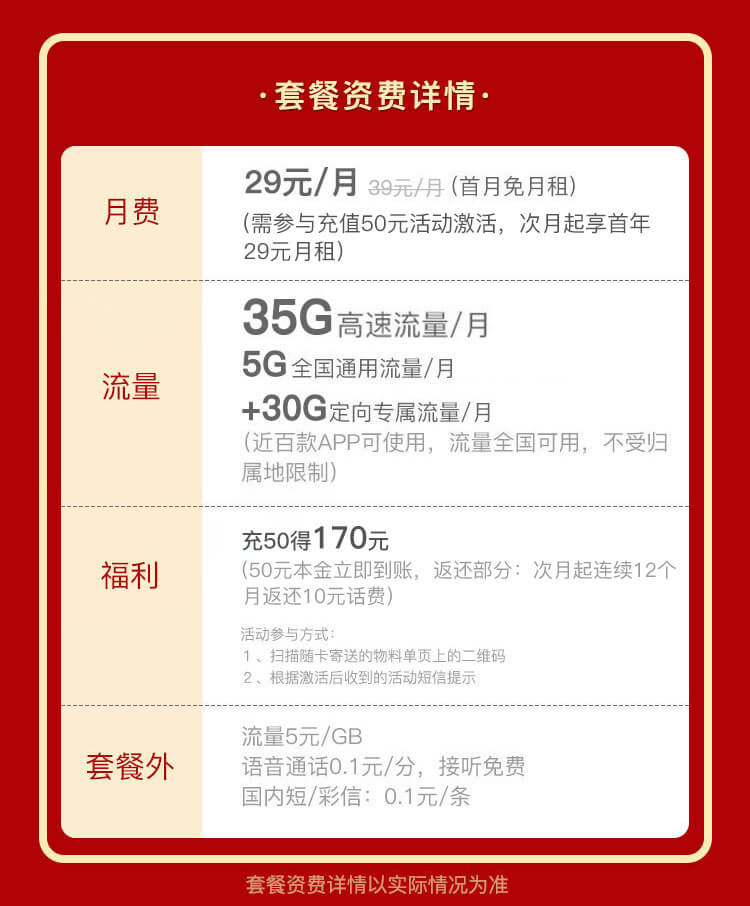 ·套餐资费详情·
月费
29元/月 39元/月 (首月免月租)
(需参与充值50元活动激活，次月起享首年
29元月租)
流量
35G高速流量/月
5G全国通用流量/月
+30G定向专属流量/月
(近百款APP可使用，流量全国可用，不受归
属地限制)
福利
充50得170元
(50元本金立即到账，返还部分：次月起连续12个
月返还10元话费)
活动参与方式：
1、扫描随卡寄送的物料单页上的二维码
2、根据激活后收到的活动短信提示
套餐外
流量5元/GB
语音通话0.1元/分，接听免费
国内短/彩信：0.1元/条
套餐资费详情以实际情况为准